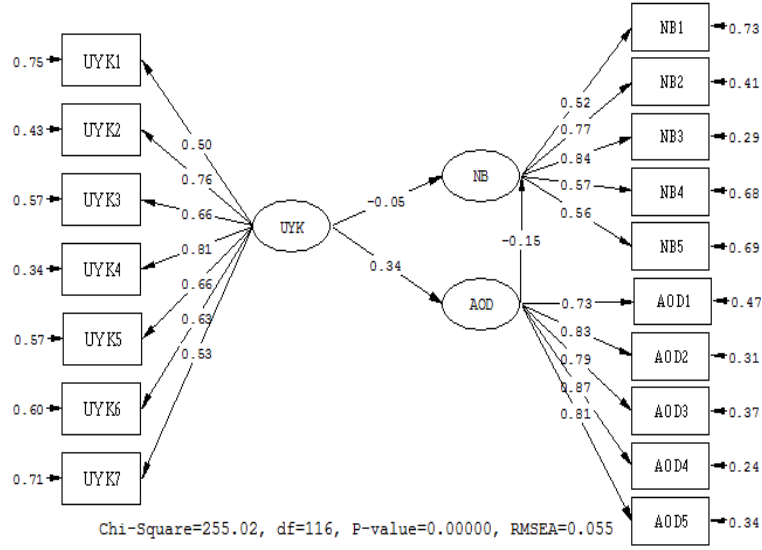 0.75 UYK1
0.43 UYK2
0.57 UYK3
0.34 UYK4
0.57 UYK5
0.60 UYK6
0.71 UYK7
0.50
0.76
0.66
0.81
0.66
0.63
0.53
UYK
-0.05
0.34
NB
-0.15
AOD
0.52
0.77
0.84
0.57
0.56
0.73
0.83
0.79
0.87
0.81
NB1 0.73
NB2 0.41
NB3 0.29
NB4 0.68
NB5 0.69
AOD1 0.47
AOD2 0.31
AOD3 0.37
AOD4 0.24
AOD5 0.34
Chi-Square=255.02, df=116, P-value=0.00000, RMSEA=0.055